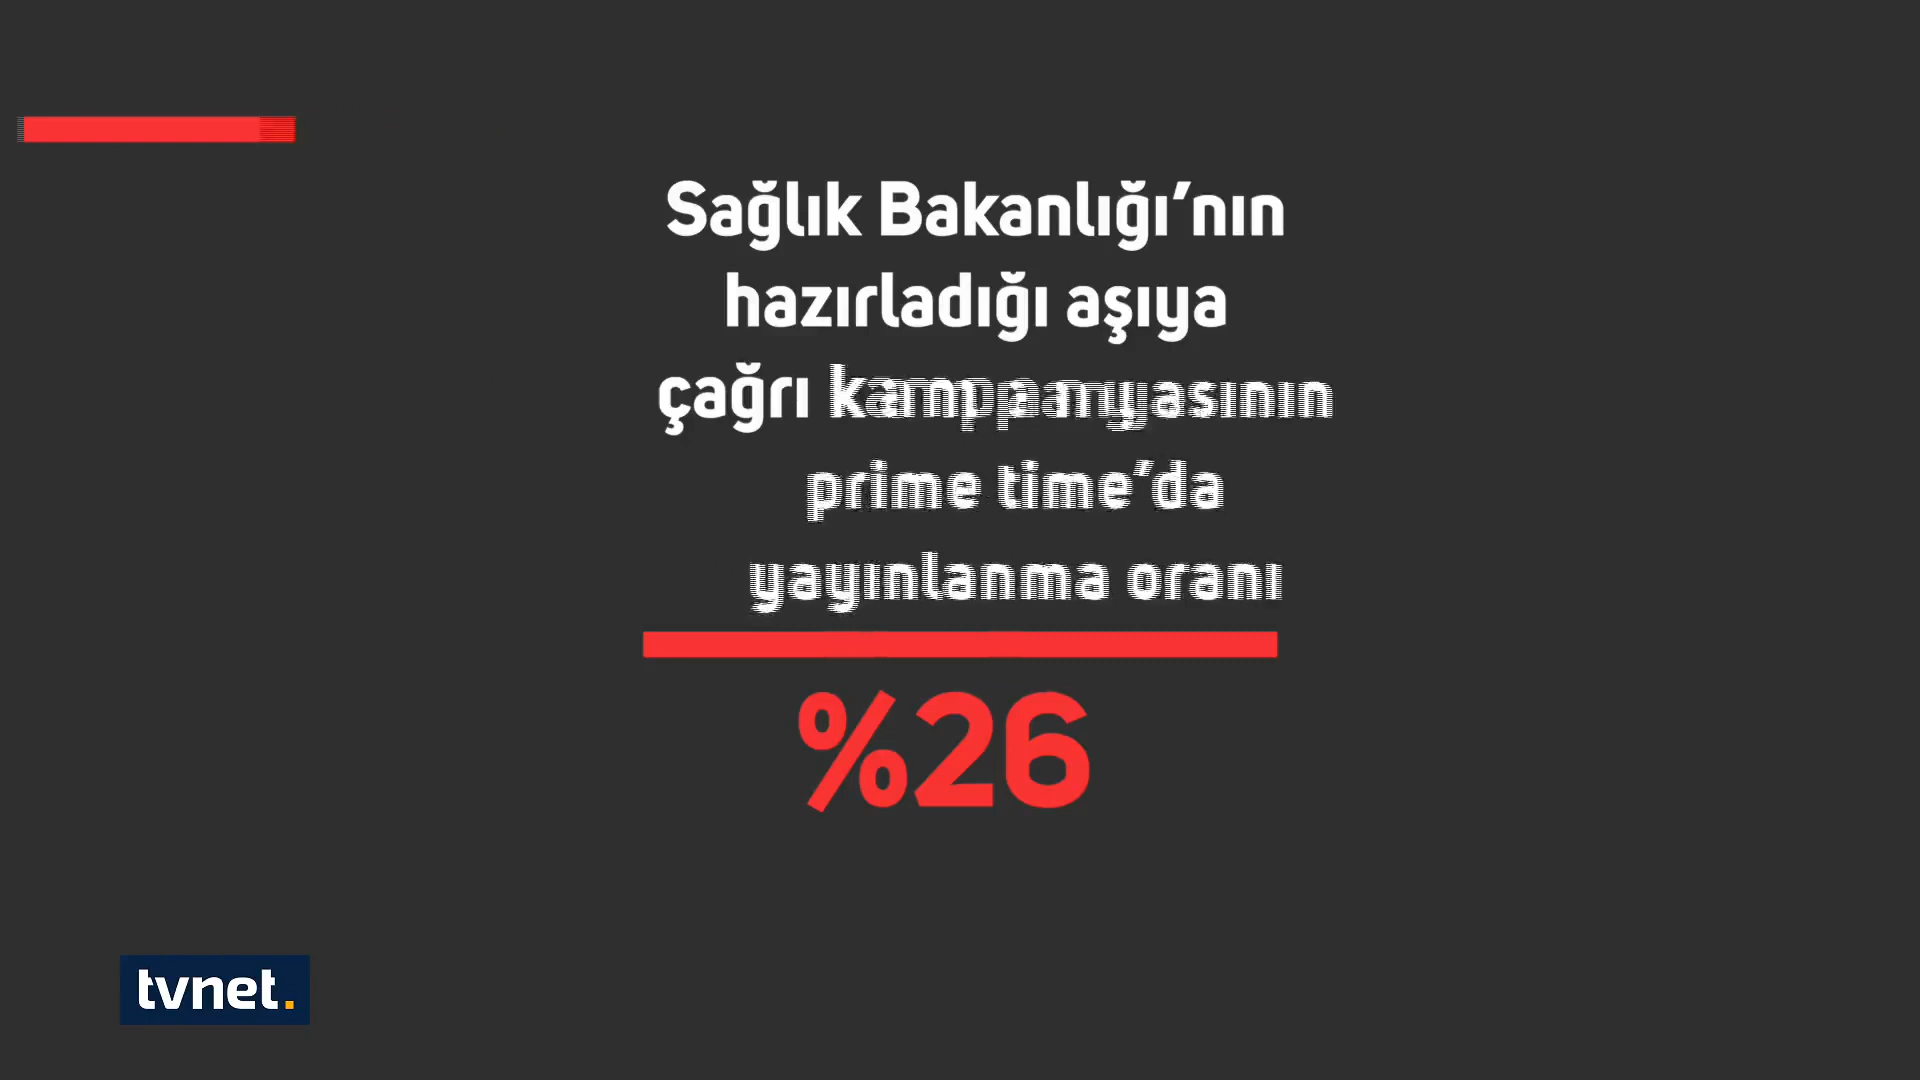 Sağlık Bakanlığı’nın
hazırladığı aşıya
çağrı kampanyasının
prime time’da
yayınlanma oranı
%26
tvnet.